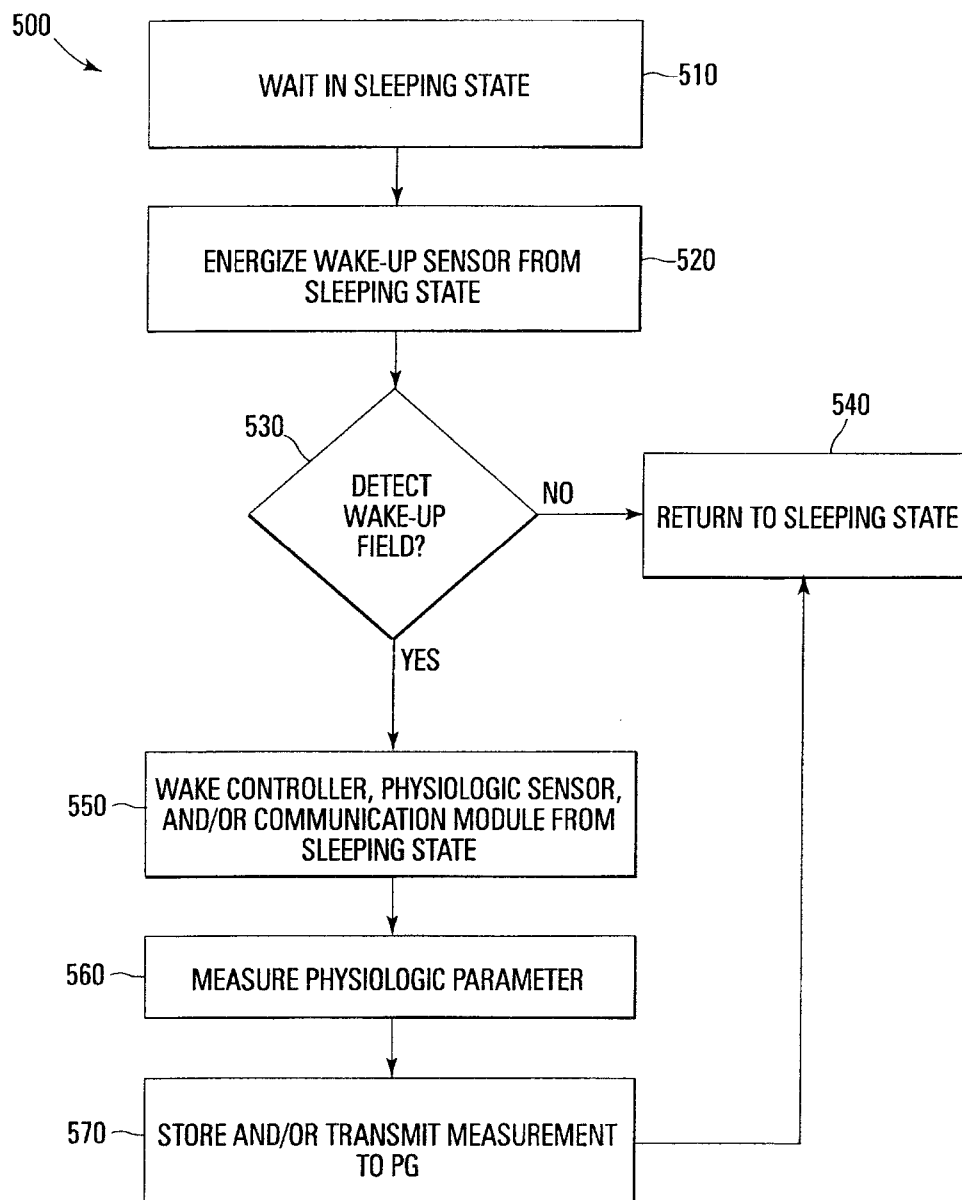 500
WAIT IN SLEEPING STATE
510
ENERGIZE WAKE-UP SENSOR FROM
SLEEPING STATE
520
530
DETECT
WAKE-UP
FIELD?
NO
540
RETURN TO SLEEPING STATE
YES
550
WAKE CONTROLLER, PHYSIOLOGIC SENSOR,
AND/OR COMMUNICATION MODULE FROM
SLEEPING STATE
560
MEASURE PHYSIOLOGIC PARAMETER
570
STORE AND/OR TRANSMIT MEASUREMENT
TO PG